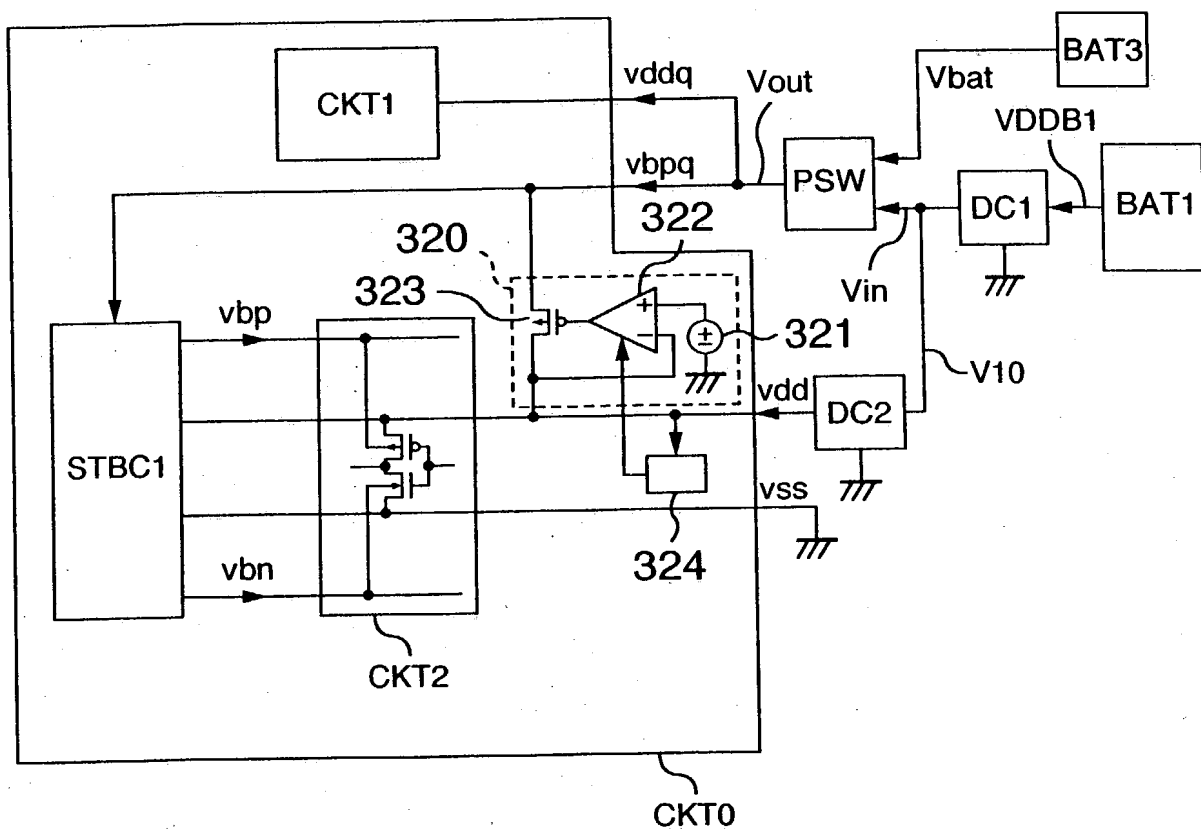 BAT3
vddq
Vout
Vbat
CKT1
VDDB1
vbpq
PSW
DC1
BAT1
322
320
323
Vin
vbp
+
−
±
321
V10
vdd
DC2
STBC1
vss
324
vbn
CKT2
CKT0